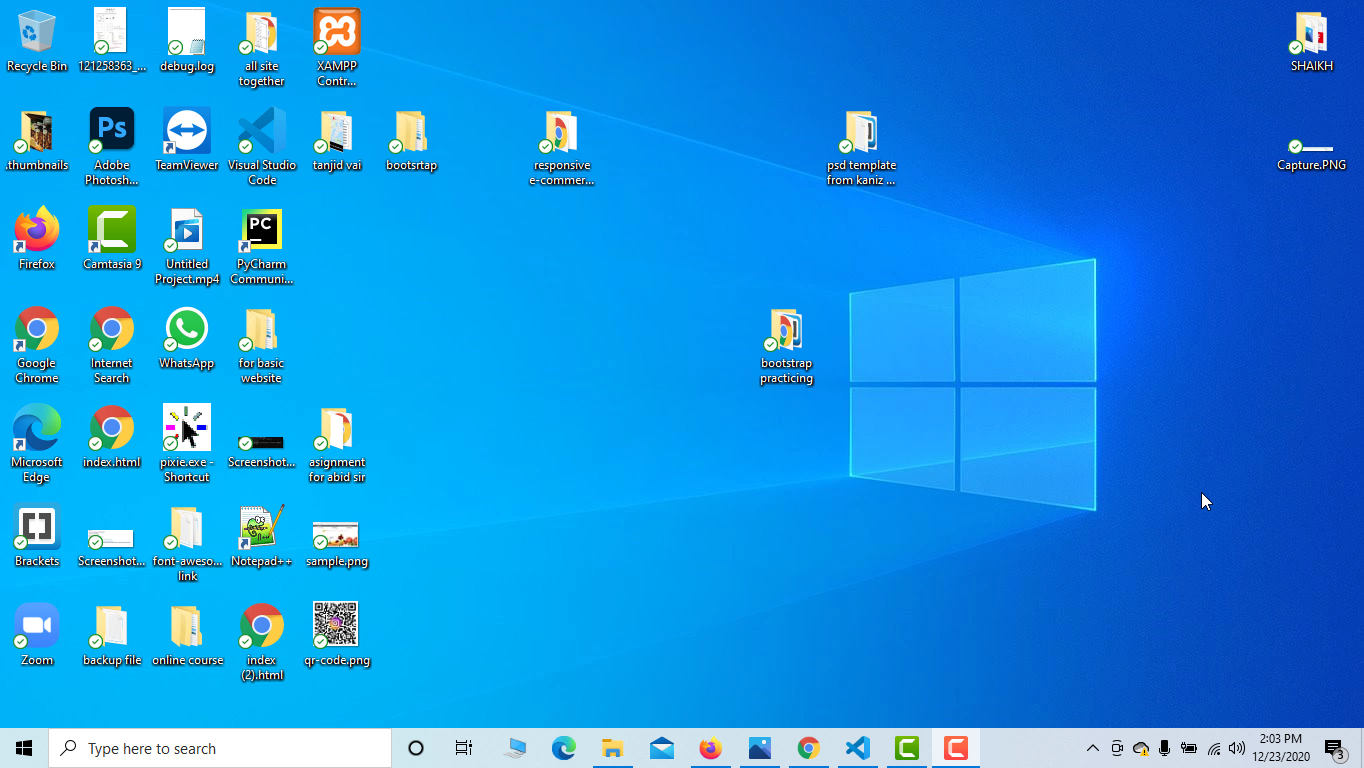 Recycle Bin
121258363_...
debug.log
all site
together
XAMPP
Contr...
SHAIKH
.thumbnails
Ps
Adobe
Photosh...
TeamViewer
Visual Studio
Code
tanjid vai
bootsrtap
responsive
e-commer...
psd template
from kaniz ...
Capture.PNG
Firefox
Camtasia 9
Untitled
Project.mp4
PC
PyCharm
Communi...
Google
Chrome
Internet
Search
WhatsApp
for basic
website
bootstrap
practicing
Microsoft
Edge
index.html
pixie.exe -
Shortcut
Screenshot...
asignment
for abid sir
Brackets
Screenshot...
font-aweso...
link
Notepad++
sample.png
Zoom
backup file
online course
index
(2).html
qr-code.png
Type here to search
2:03 PM
12/23/2020
3